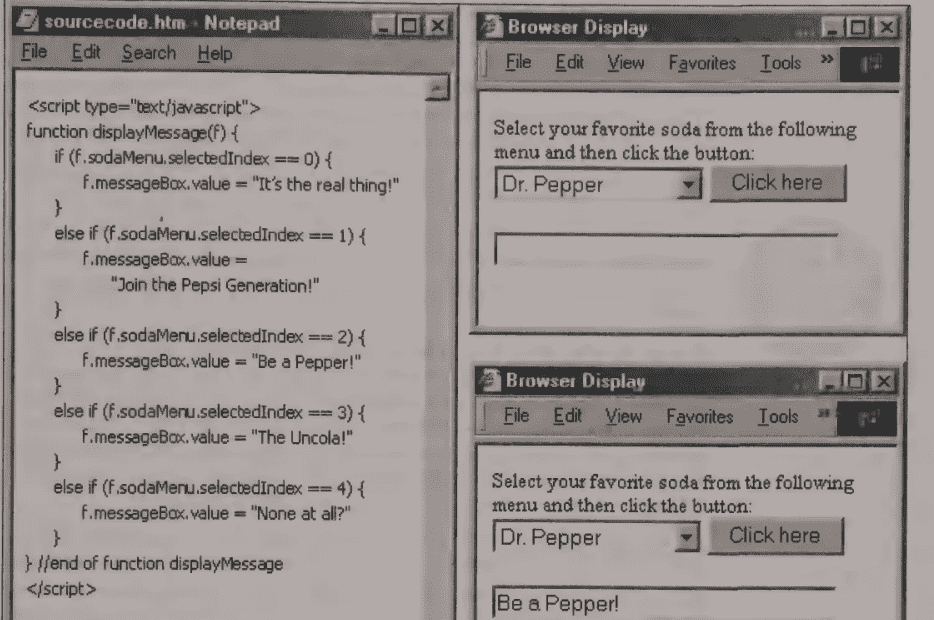 sourcecode.htm - Notepad
File Edit Search Help
<script type="text/javascript">
function displayMessage(f) {
if (f.sodaMenu.selectedIndex == 0) {
f.messageBox.value = "It's the real thing!"
}
else if (f.sodaMenu.selectedIndex == 1) {
f.messageBox.value =
"Join the Pepsi Generation!"
}
else if (f.sodaMenu.selectedIndex == 2) {
f.messageBox.value = "Be a Pepper!"
}
else if (f.sodaMenu.selectedIndex == 3) {
f.messageBox.value = "The Uncola!"
}
else if (f.sodaMenu.selectedIndex == 4) {
f.messageBox.value = "None at all?"
}
} //end of function displayMessage
</script>
Browser Display
File Edit View Favorites Tools »
Select your favorite soda from the following
menu and then click the button:
Dr. Pepper Click here
Browser Display
File Edit View Favorites Tools »
Select your favorite soda from the following
menu and then click the button:
Dr. Pepper Click here
Be a Pepper!